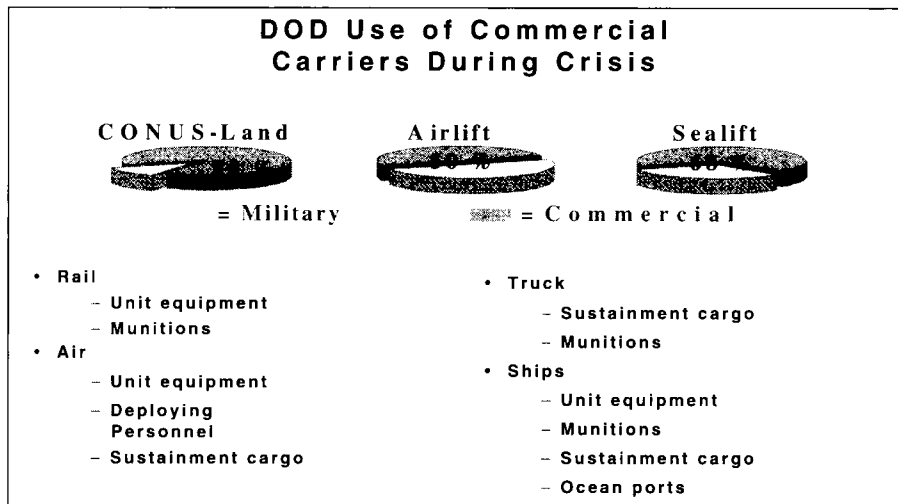 DOD Use of Commercial
Carriers During Crisis
CONUS-Land
Airlift
Sealift
%
%
= Military
= Commercial
• Rail
– Unit equipment
– Munitions
• Air
– Unit equipment
– Deploying
Personnel
– Sustainment cargo
• Truck
– Sustainment cargo
– Munitions
• Ships
– Unit equipment
– Munitions
– Sustainment cargo
– Ocean ports